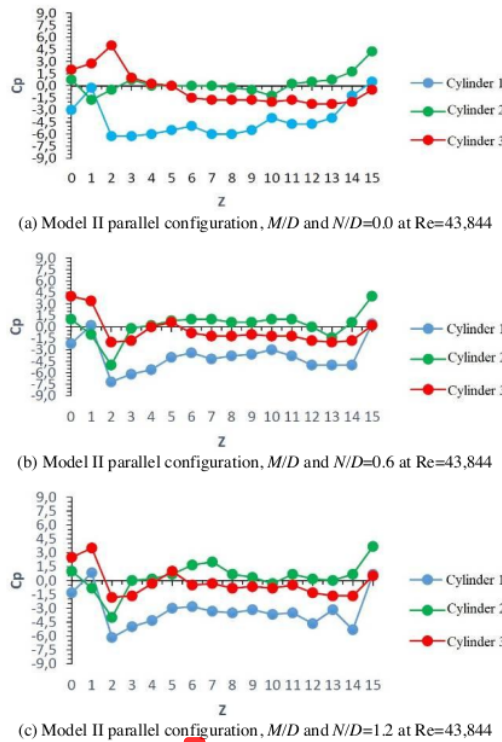 9,0
7,5
6,0
4,5
3,0
1,5
0,0
-1,5
-3,0
-4,5
-6,0
-7,5
-9,0
Cp
0 1 2 3 4 5 6 7 8 9 10 11 12 13 14 15
Z
Cylinder 1
Cylinder 2
Cylinder 3
(a) Model II parallel configuration, M/D and N/D=0.0 at Re=43,844
9,0
7,5
6,0
4,5
3,0
1,5
0,0
-1,5
-3,0
-4,5
-6,0
-7,5
-9,0
Cp
0 1 2 3 4 5 6 7 8 9 10 11 12 13 14 15
Z
Cylinder 1
Cylinder 2
Cylinder 3
(b) Model II parallel configuration, M/D and N/D=0.6 at Re=43,844
9,0
7,5
6,0
4,5
3,0
1,5
0,0
-1,5
-3,0
-4,5
-6,0
-7,5
-9,0
Cp
0 1 2 3 4 5 6 7 8 9 10 11 12 13 14 15
Z
Cylinder 1
Cylinder 2
Cylinder 3
(c) Model II parallel configuration, M/D and N/D=1.2 at Re=43,844